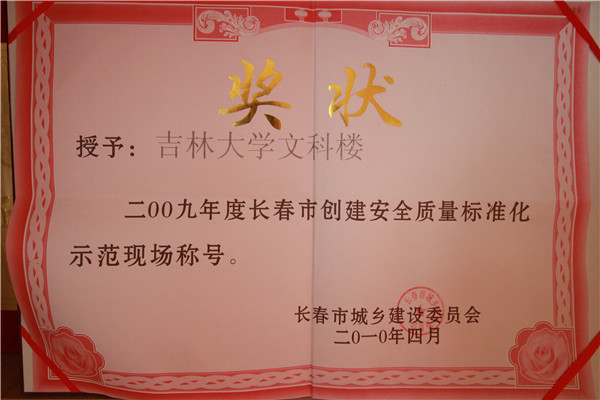 奖状
授予：吉林大学文科楼
二00九年度长春市创建安全质量标准化
示范现场称号。
长春市城乡建设委员会
二0一0年四月